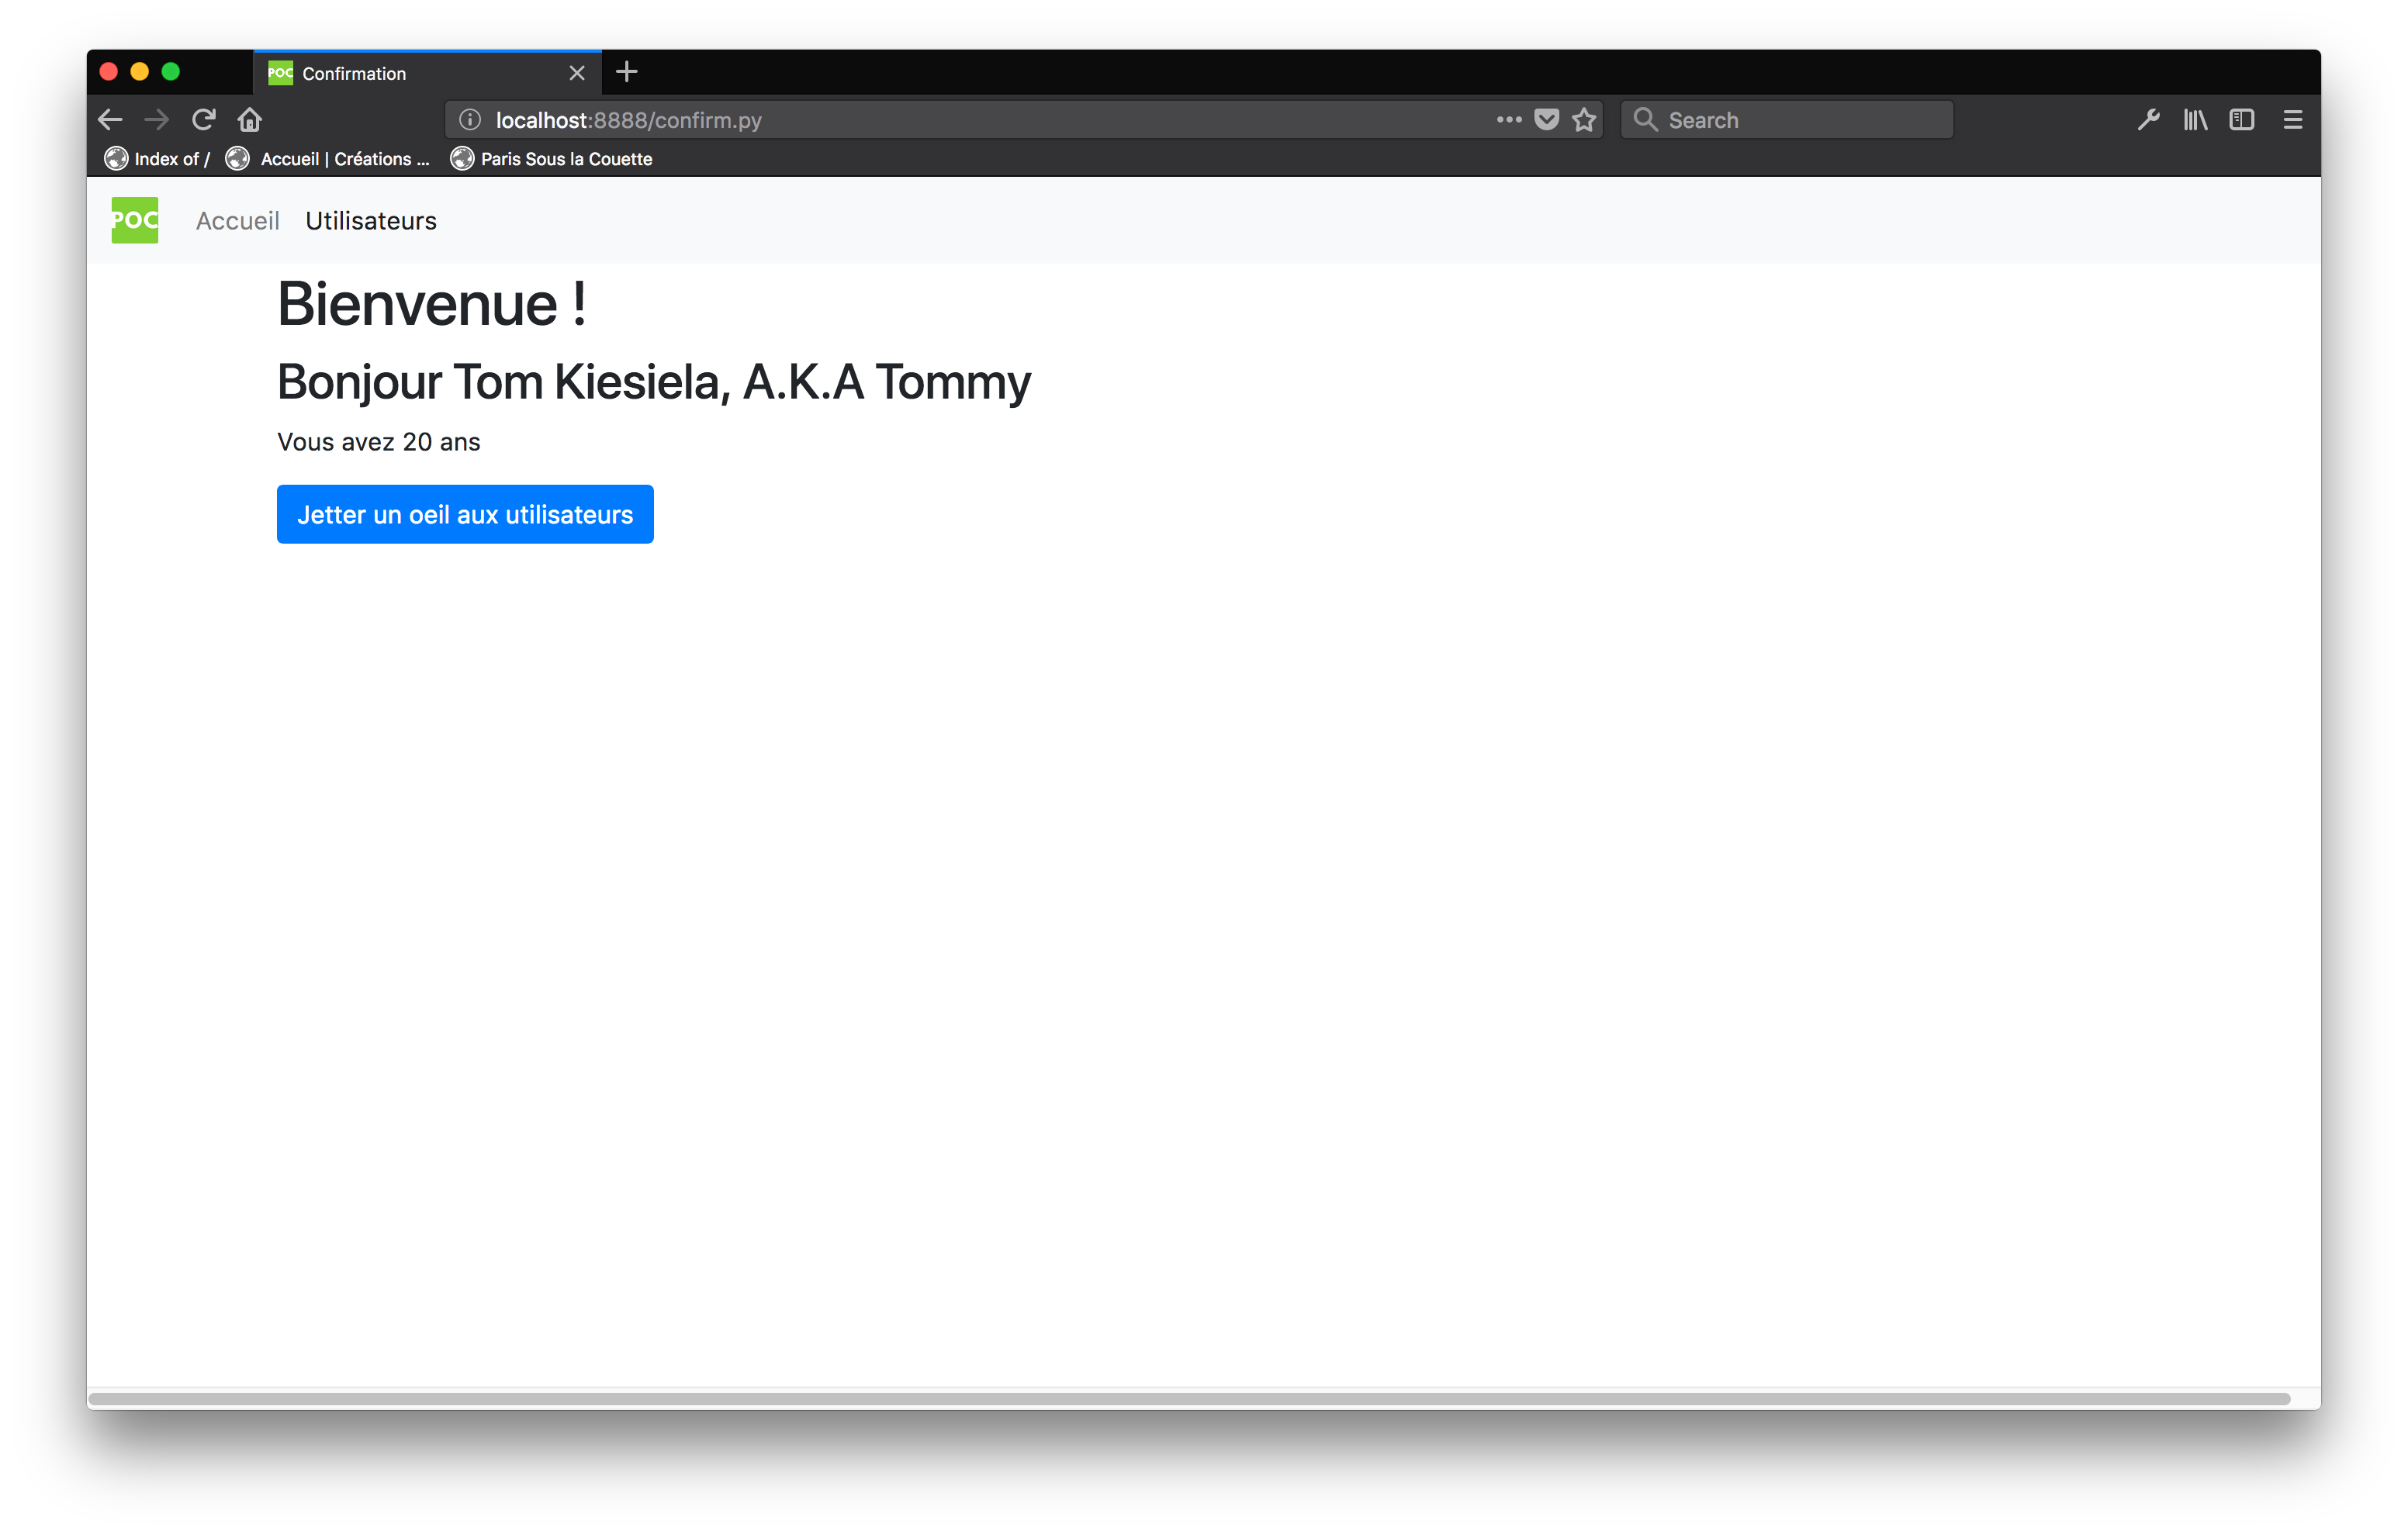 POC Confirmation
localhost:8888/confirm.py
Search
Index of /
Accueil | Créations ...
Paris Sous la Couette
POC Accueil Utilisateurs
Bienvenue !
Bonjour Tom Kiesiela, A.K.A Tommy
Vous avez 20 ans
Jetter un oeil aux utilisateurs